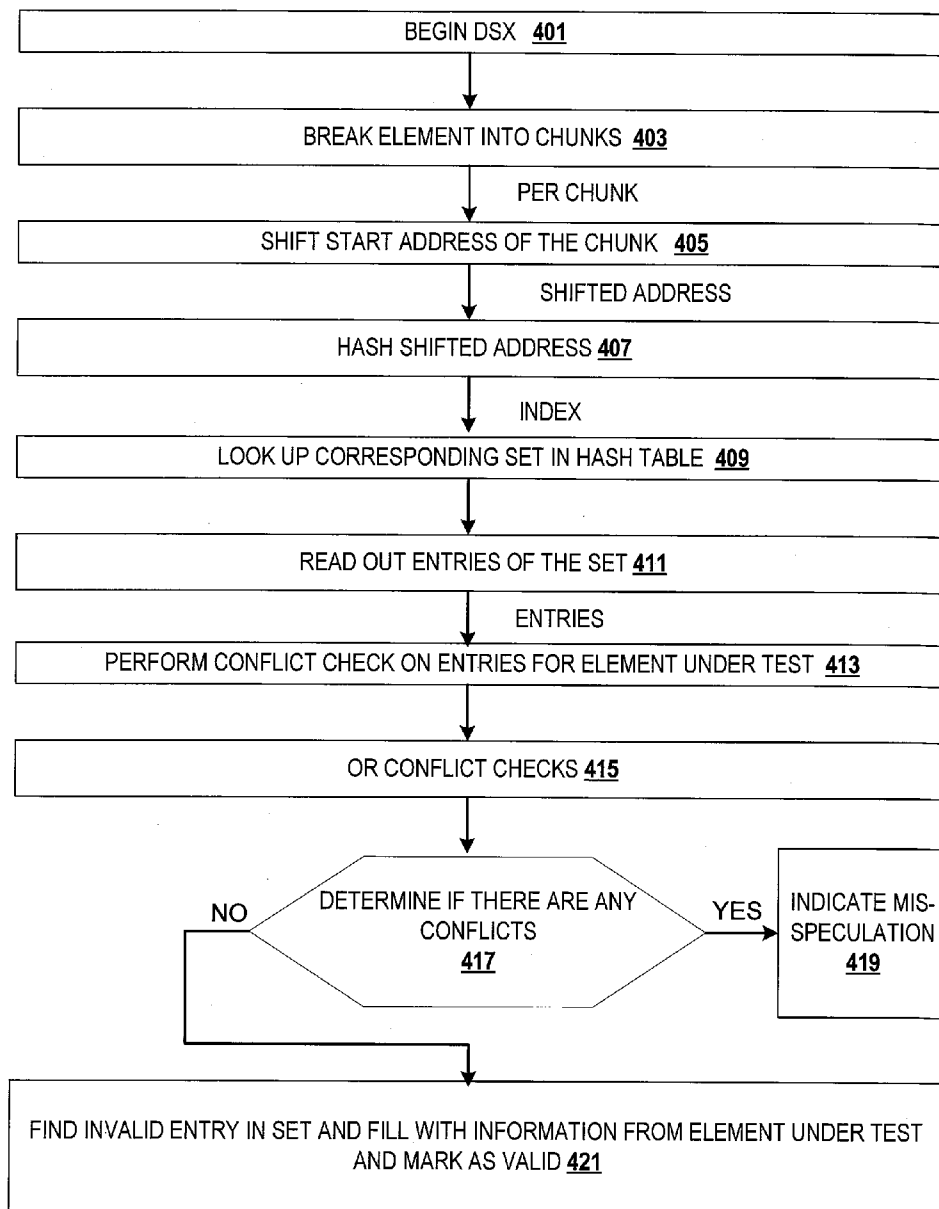 BEGIN DSX 401
BREAK ELEMENT INTO CHUNKS 403
PER CHUNK
SHIFT START ADDRESS OF THE CHUNK 405
SHIFTED ADDRESS
HASH SHIFTED ADDRESS 407
INDEX
LOOK UP CORRESPONDING SET IN HASH TABLE 409
READ OUT ENTRIES OF THE SET 411
ENTRIES
PERFORM CONFLICT CHECK ON ENTRIES FOR ELEMENT UNDER TEST 413
OR CONFLICT CHECKS 415
NO
DETERMINE IF THERE ARE ANY
CONFLICTS
417
YES
INDICATE MIS-
SPECULATION
419
FIND INVALID ENTRY IN SET AND FILL WITH INFORMATION FROM ELEMENT UNDER TEST
AND MARK AS VALID 421